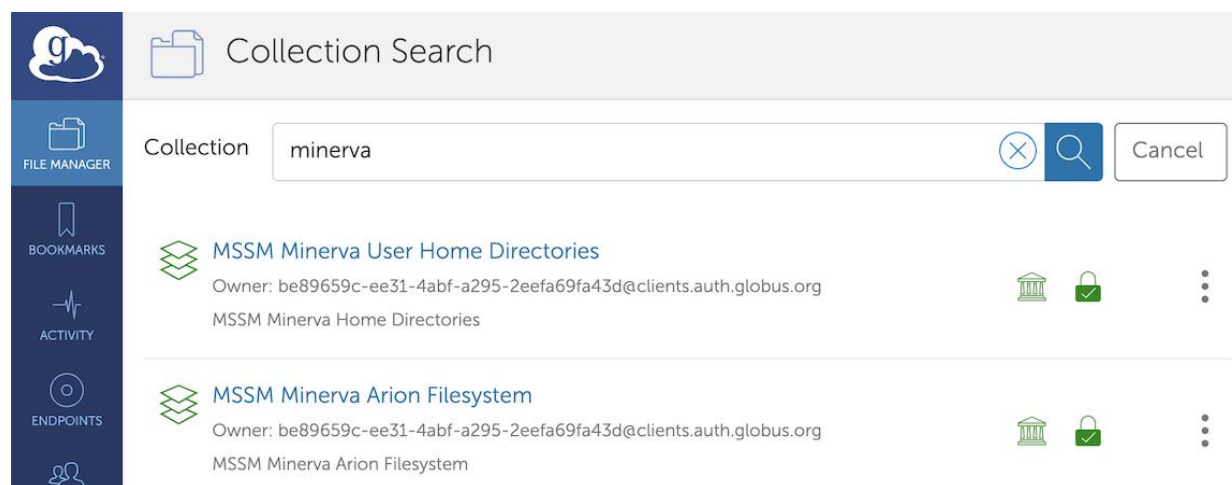 g
Collection Search
FILE MANAGER
Collection
minerva
Cancel
BOOKMARKS
MSSM Minerva User Home Directories
Owner: be89659c-ee31-4abf-a295-2eefa69fa43d@clients.auth.globus.org
MSSM Minerva Home Directories
ACTIVITY
MSSM Minerva Arion Filesystem
ENDPOINTS
Owner: be89659c-ee31-4abf-a295-2eefa69fa43d@clients.auth.globus.org
MSSM Minerva Arion Filesystem